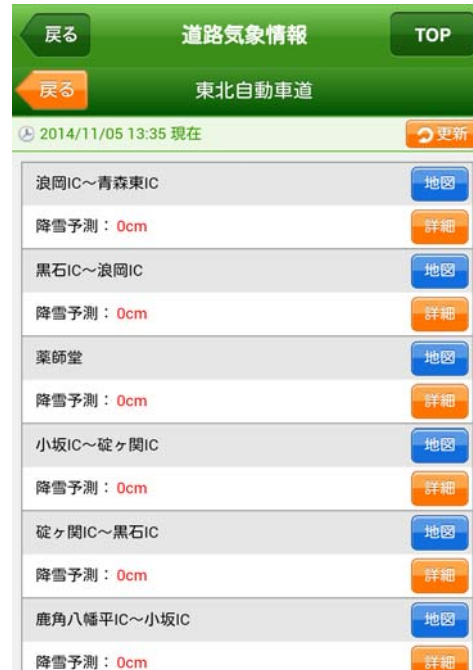 戻る 道路気象情報 TOP
戻る 東北自動車道
2014/11/05 13:35 現在 更新
浪岡IC～青森東IC 地図
降雪予測： 0cm 詳細
黒石IC～浪岡IC 地図
降雪予測： 0cm 詳細
薬師堂 地図
降雪予測： 0cm 詳細
小坂IC～碇ヶ関IC 地図
降雪予測： 0cm 詳細
碇ヶ関IC～黒石IC 地図
降雪予測： 0cm 詳細
鹿角八幡平IC～小坂IC 地図
降雪予測： 0cm 詳細